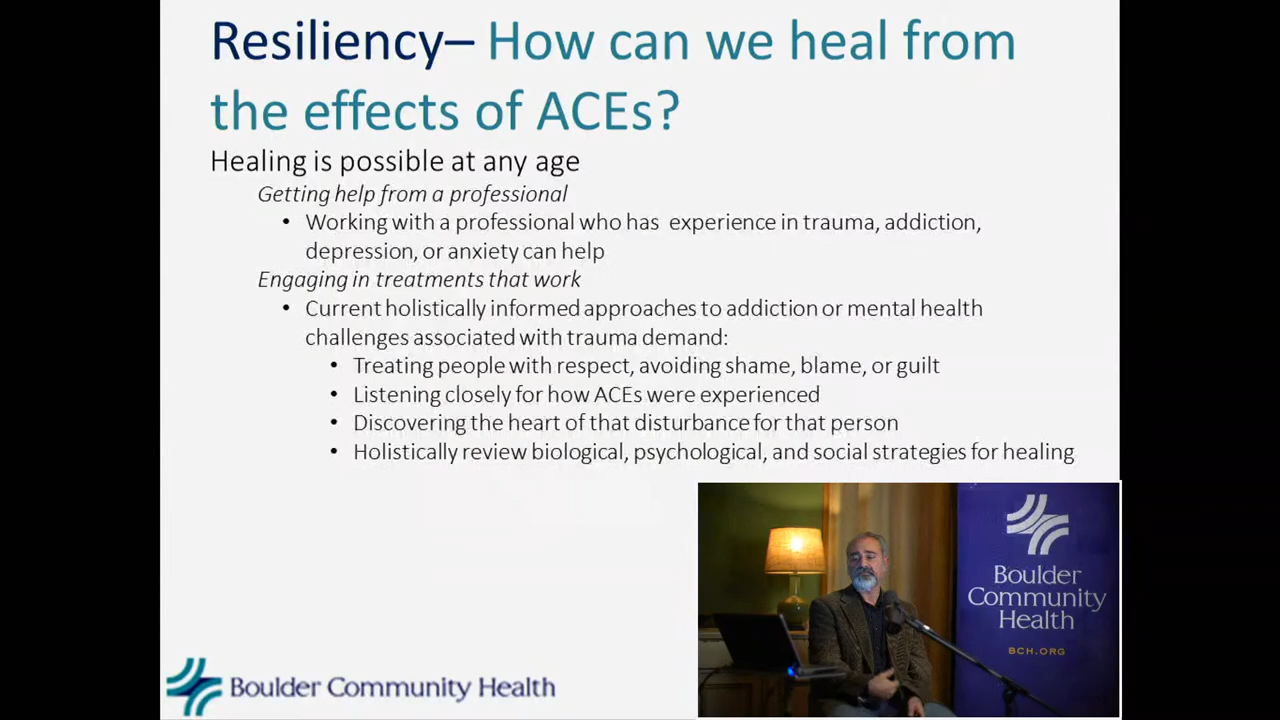 Resiliency– How can we heal from
the effects of ACEs?
Healing is possible at any age
Getting help from a professional
• Working with a professional who has experience in trauma, addiction,
depression, or anxiety can help
Engaging in treatments that work
• Current holistically informed approaches to addiction or mental health
challenges associated with trauma demand:
• Treating people with respect, avoiding shame, blame, or guilt
• Listening closely for how ACEs were experienced
• Discovering the heart of that disturbance for that person
• Holistically review biological, psychological, and social strategies for healing
Boulder
Community
Health
BCH.ORG
Boulder Community Health